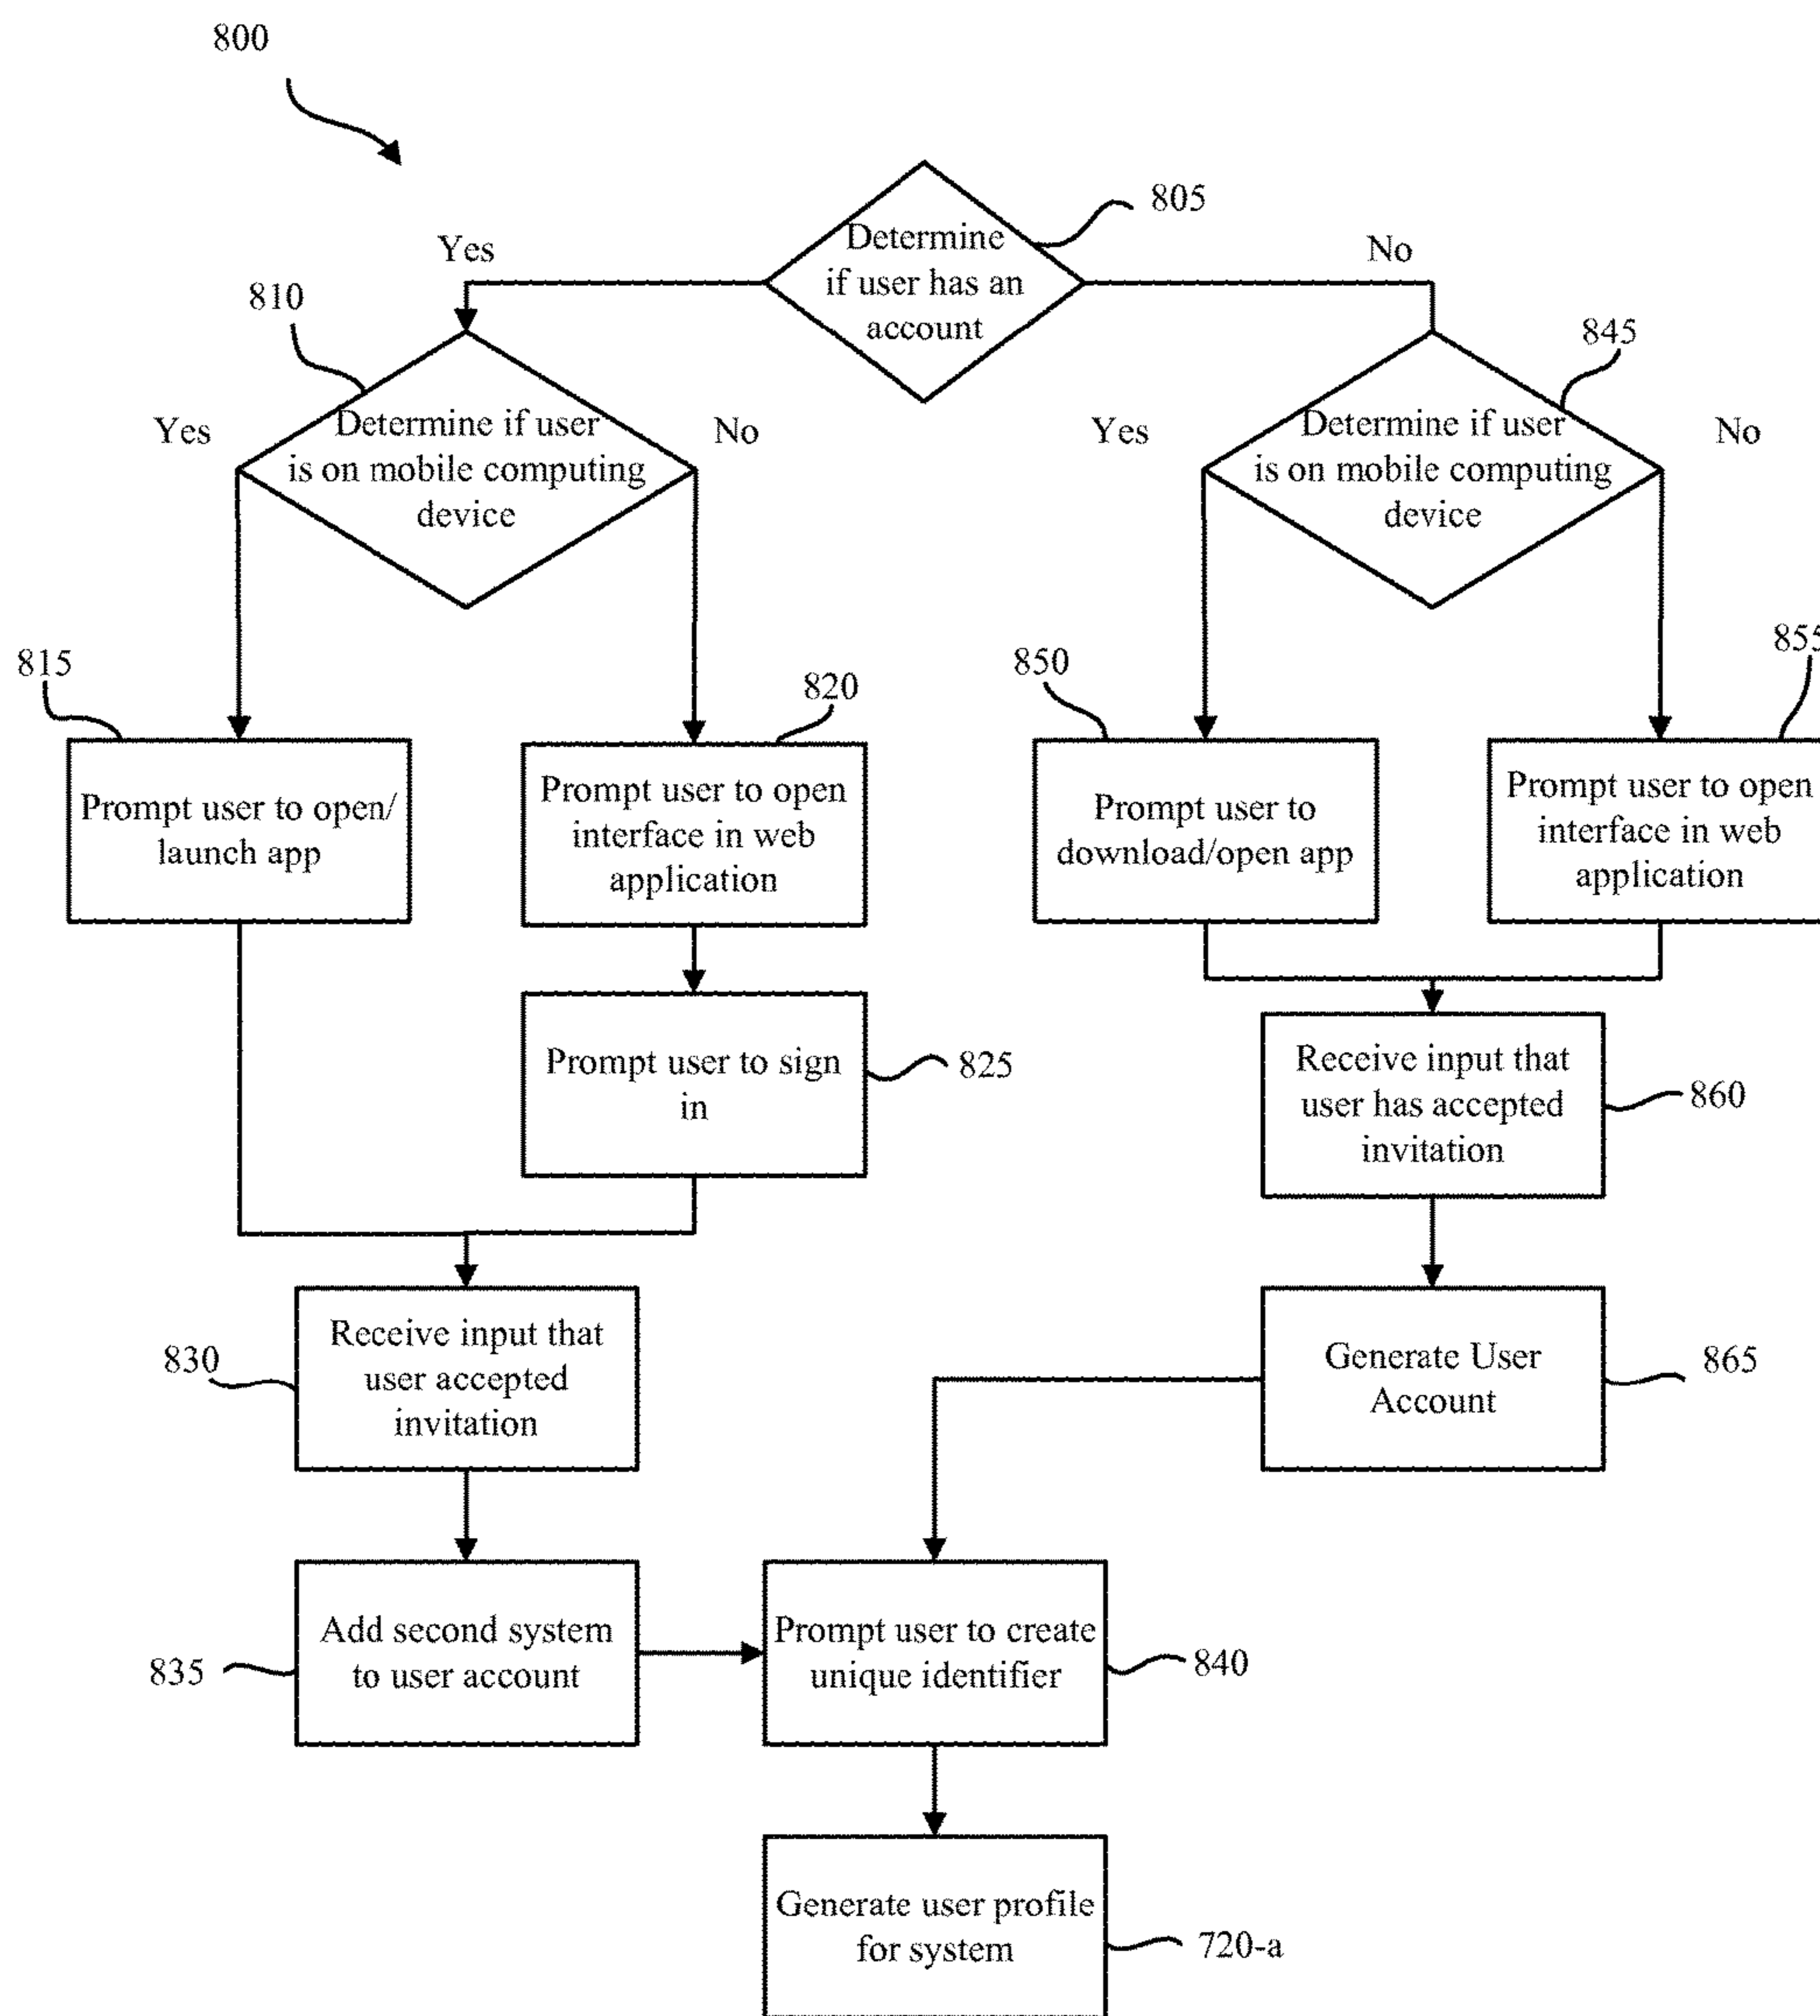 800
805
Determine
if user has an
account
Yes
No
810
Determine if user
is on mobile computing
device
Yes
No
845
Determine if user
is on mobile computing
device
Yes
No
815
Prompt user to open/
launch app
820
Prompt user to open
interface in web
application
850
Prompt user to
download/open app
855
Prompt user to open
interface in web
application
Prompt user to sign
in
825
Receive input that
user has accepted
invitation
860
830
Receive input that
user accepted
invitation
Generate User
Account
865
835
Add second system
to user account
Prompt user to create
unique identifier
840
Generate user profile
for system
720-a